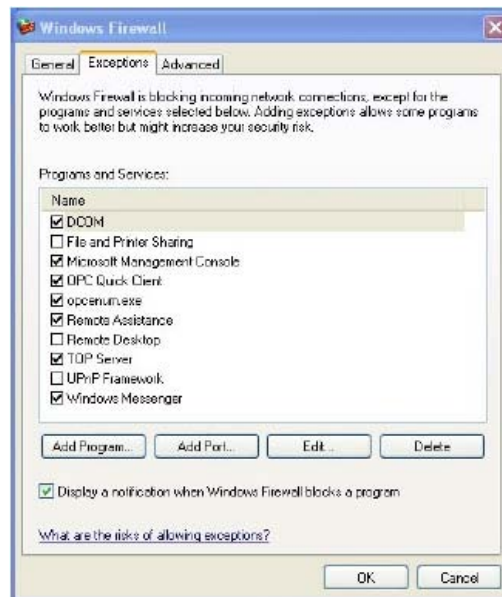 Windows Firewall
General Exceptions Advanced
Windows Firewall is blocking incoming network connections, except for the
programs and services selected below. Adding exceptions allows some programs
to work better but might increase your security risk.
Programs and Services:
Name
DCOM
File and Printer Sharing
Microsoft Management Console
OPC Quick Client
opcenum.exe
Remote Assistance
Remote Desktop
TOP Server
UPnP Framework
Windows Messenger
Add Program... Add Port... Edit... Delete
Display a notification when Windows Firewall blocks a program
What are the risks of allowing exceptions?
OK Cancel